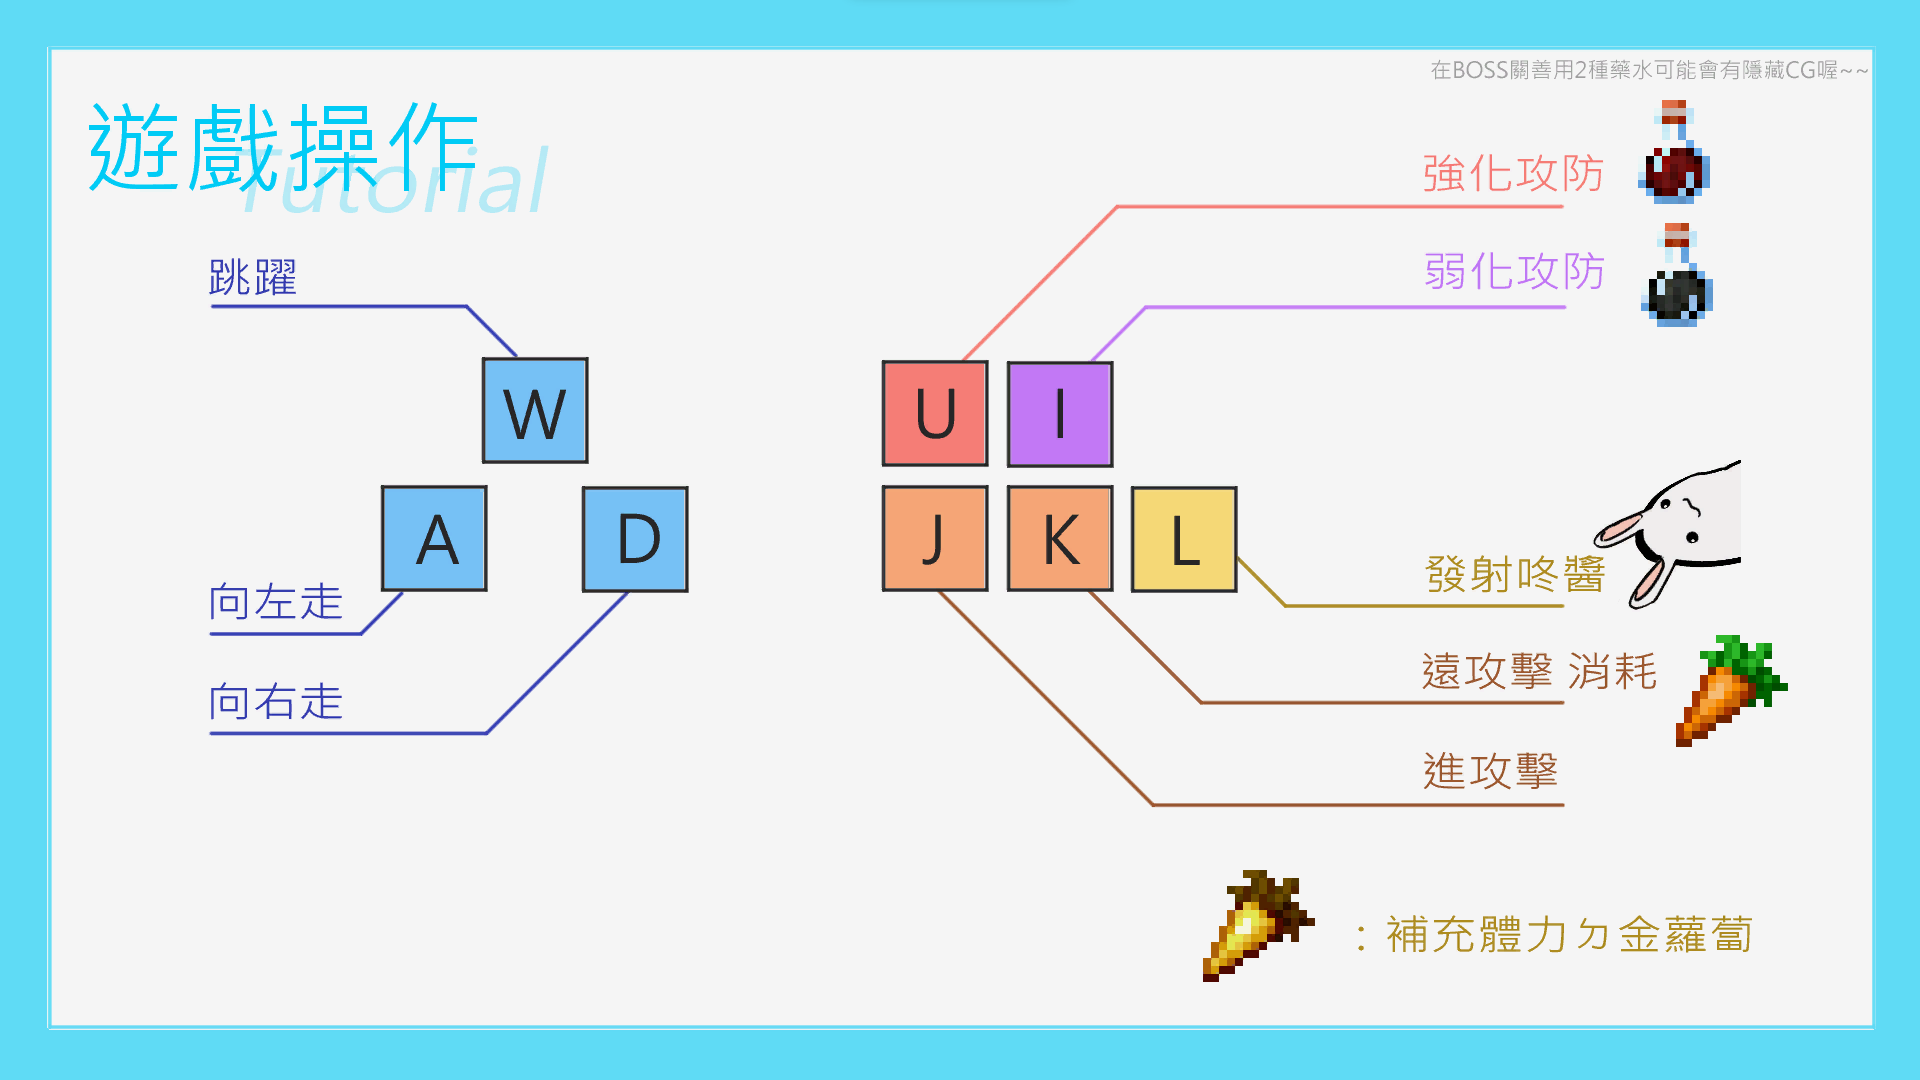 在BOSS關善用2種藥水可能會有隱藏CG喔~~
遊戲操作
Tutorial
跳躍
W
A
D
向左走
向右走
強化攻防
弱化攻防
U
I
J
K
L
發射咚醬
遠攻擊 消耗
進攻擊
：補充體力ㄉ金蘿蔔